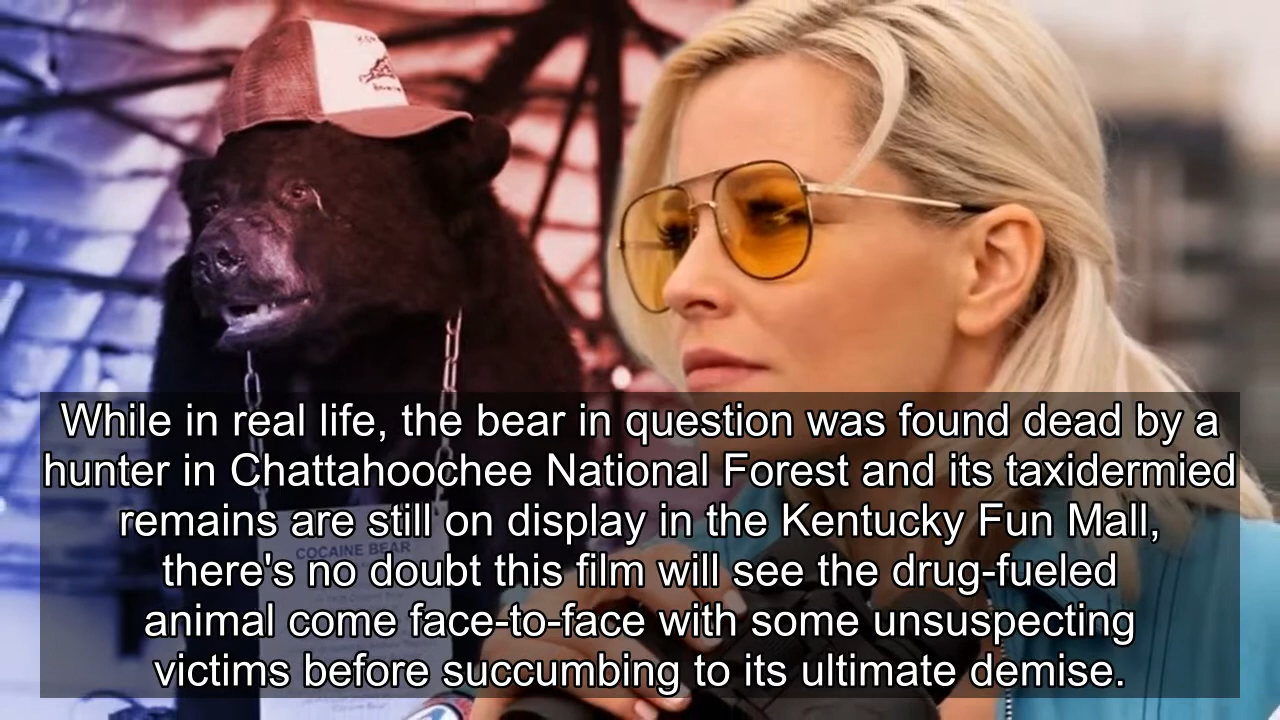 While in real life, the bear in question was found dead by a
hunter in Chattahoochee National Forest and its taxidermied
remains are still on display in the Kentucky Fun Mall,
there's no doubt this film will see the drug-fueled
animal come face-to-face with some unsuspecting
victims before succumbing to its ultimate demise.
COCAINE BEAR